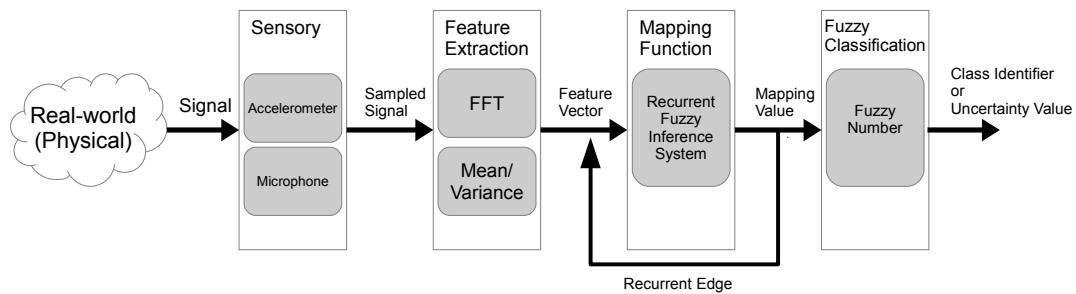 Real-world
(Physical)
Signal
Sensory
Accelerometer
Microphone
Sampled
Signal
Feature
Extraction
FFT
Mean/
Variance
Feature
Vector
Mapping
Function
Recurrent
Fuzzy
Inference
System
Mapping
Value
Recurrent Edge
Fuzzy
Classification
Fuzzy
Number
Class Identifier
or
Uncertainty Value